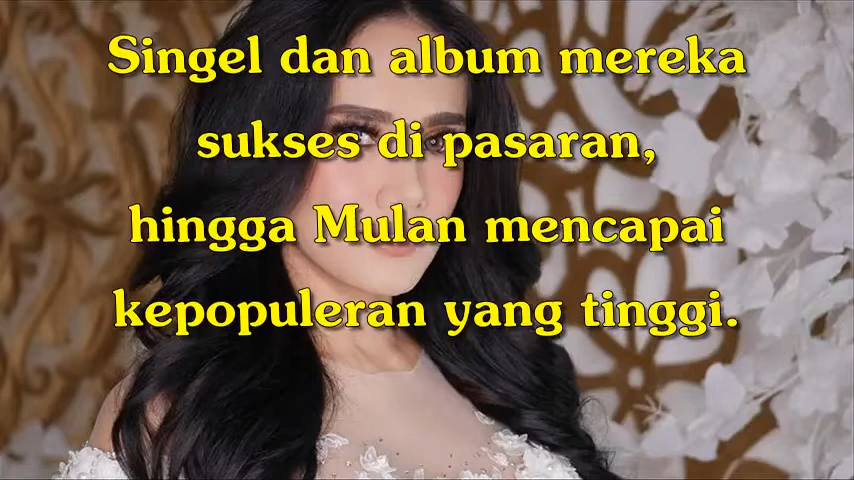 Singel dan album mereka
sukses di pasaran,
hingga Mulan mencapai
kepopuleran yang tinggi.